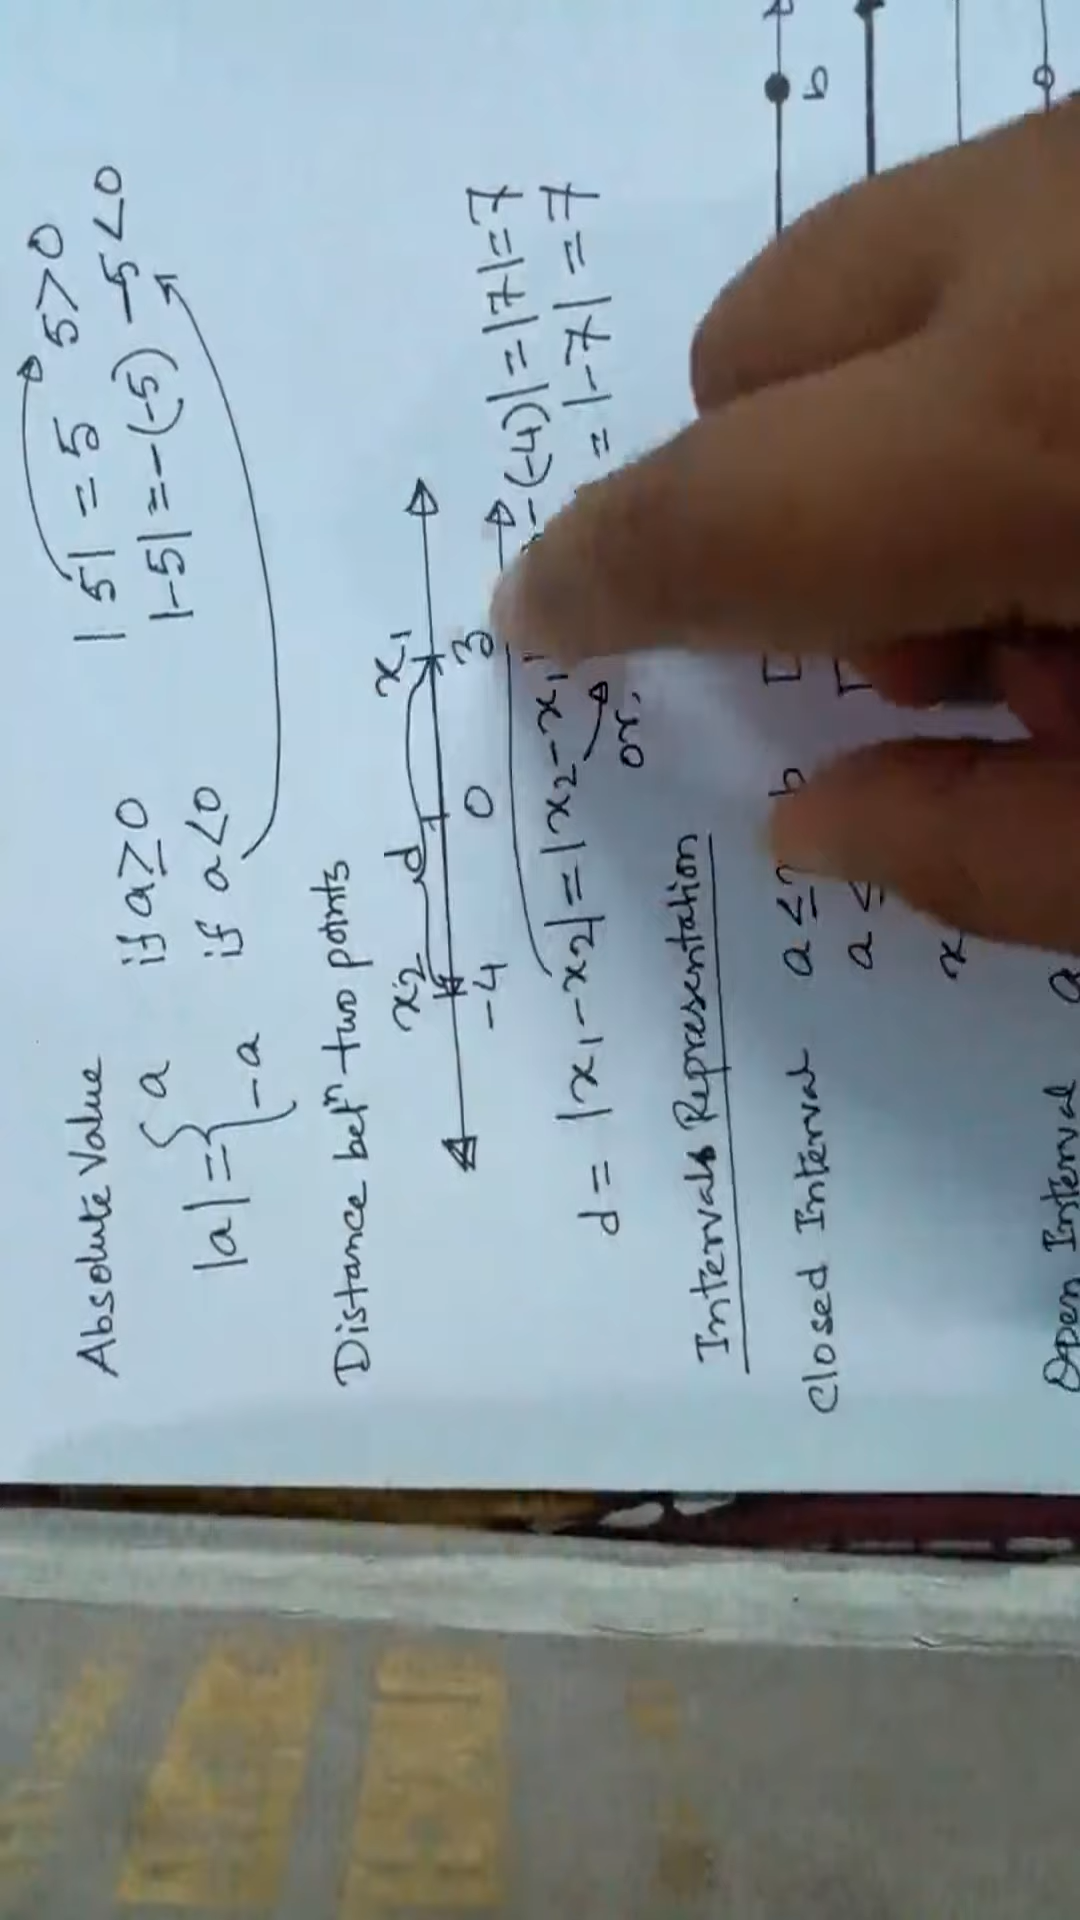 Absolute Value
|a| = { a if a ≥ 0 |5| = 5 5>0
-a if a<0 |-5| = -(-5) -5<0
Distance betⁿ two points
x2 d x1
-4 0 3
d = |x1-x2| = |x2-x1| -(-4)| = |7| = 7
or. = |-7| = 7
Intervals Representation
Closed Interval a ≤ b [ b
a ≤ [
x
Open Interval a